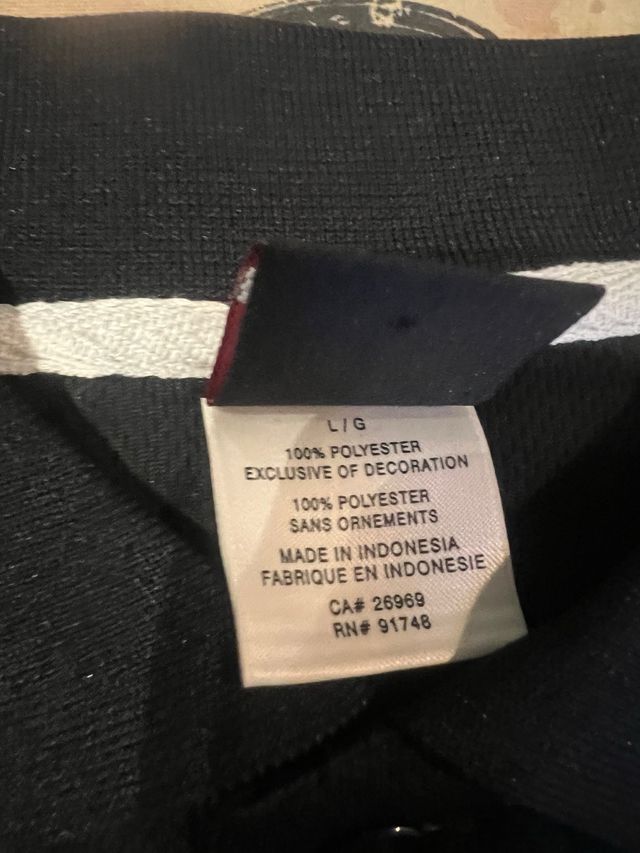 L / G
100% POLYESTER
EXCLUSIVE OF DECORATION
100% POLYESTER
SANS ORNEMENTS
MADE IN INDONESIA
FABRIQUE EN INDONESIE
CA# 26969
RN# 91748